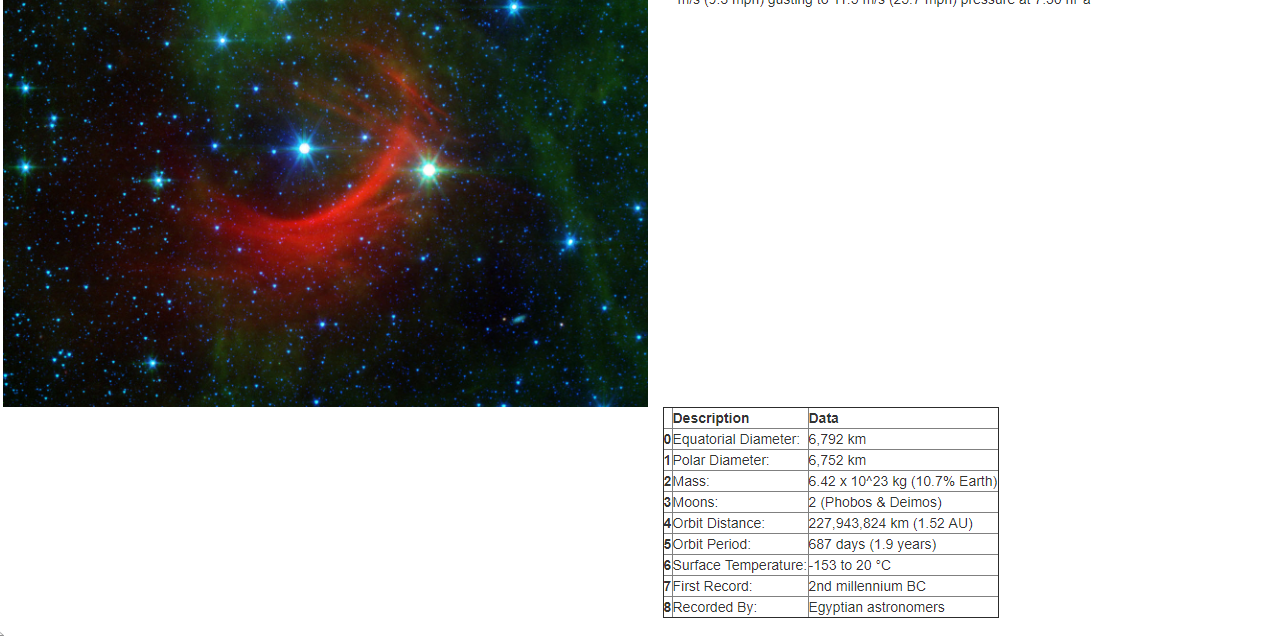 Description Data
0 Equatorial Diameter: 6,792 km
1 Polar Diameter: 6,752 km
2 Mass: 6.42 x 10^23 kg (10.7% Earth)
3 Moons: 2 (Phobos & Deimos)
4 Orbit Distance: 227,943,824 km (1.52 AU)
5 Orbit Period: 687 days (1.9 years)
6 Surface Temperature: -153 to 20 °C
7 First Record: 2nd millennium BC
8 Recorded By: Egyptian astronomers